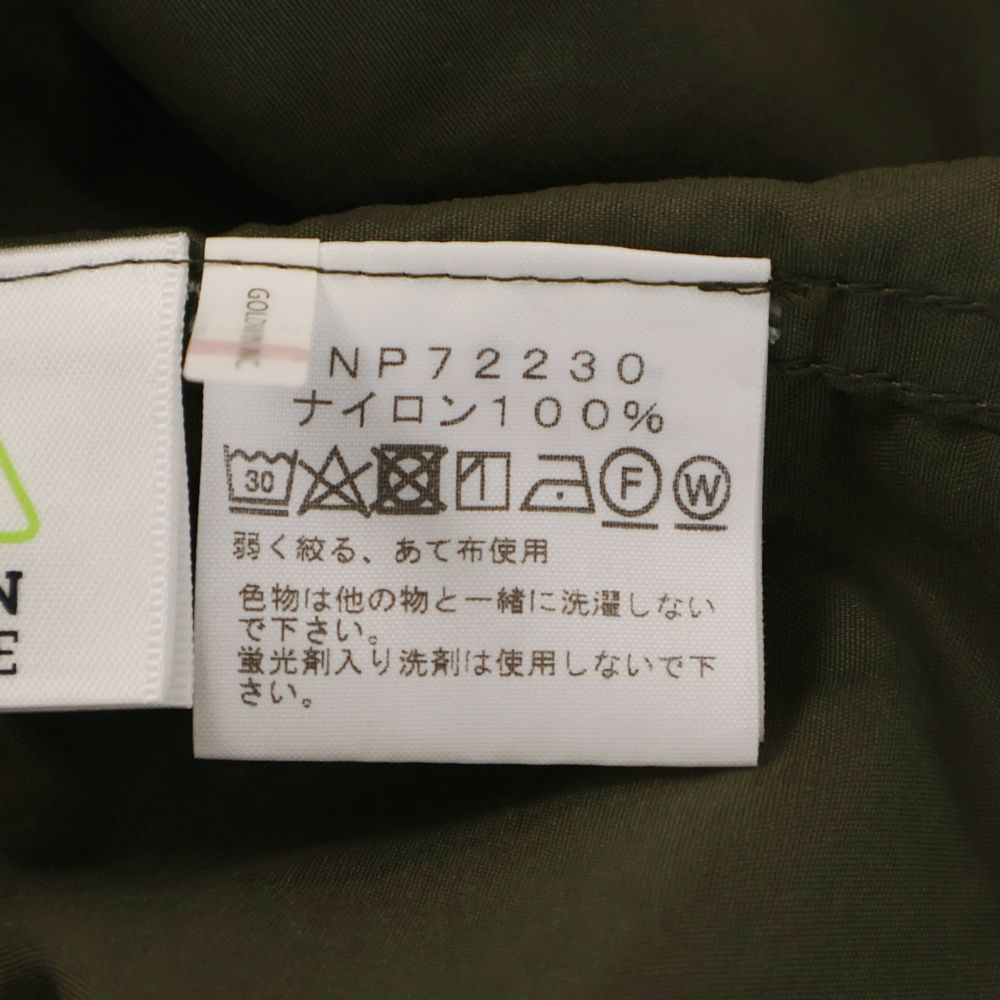 GOLDWIN INC
NP72230
ナイロン100%
30
F
W
弱く絞る、あて布使用
色物は他の物と一緒に洗濯しない
で下さい。
蛍光剤入り洗剤は使用しないで下
さい。
N
E